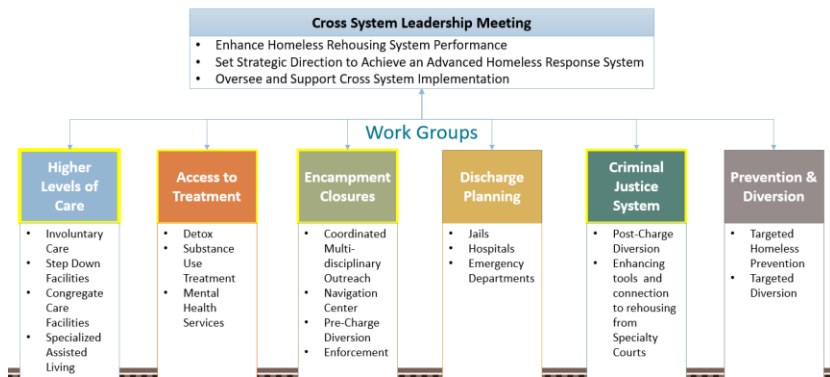 Cross System Leadership Meeting
• Enhance Homeless Rehousing System Performance
• Set Strategic Direction to Achieve an Advanced Homeless Response System
• Oversee and Support Cross System Implementation
Work Groups
Higher
Levels of
Care
• Involuntary
Care
• Step Down
Facilities
• Congregate
Care
Facilities
• Specialized
Assisted
Living
Access to
Treatment
• Detox
• Substance
Use
Treatment
• Mental
Health
Services
Encampment
Closures
• Coordinated
Multi-
disciplinary
Outreach
• Navigation
Center
• Pre-Charge
Diversion
• Enforcement
Discharge
Planning
• Jails
• Hospitals
• Emergency
Departments
Criminal
Justice
System
• Post-Charge
Diversion
• Enhancing
tools and
connection
to rehousing
from
Specialty
Courts
Prevention &
Diversion
• Targeted
Homeless
Prevention
• Targeted
Diversion